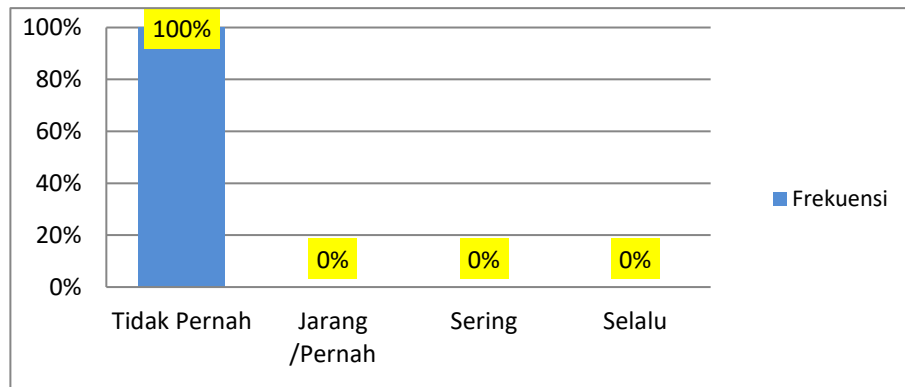 100%
80%
60%
40%
20%
0%
100%
0%
0%
0%
Tidak Pernah
Jarang
/Pernah
Sering
Selalu
Frekuensi